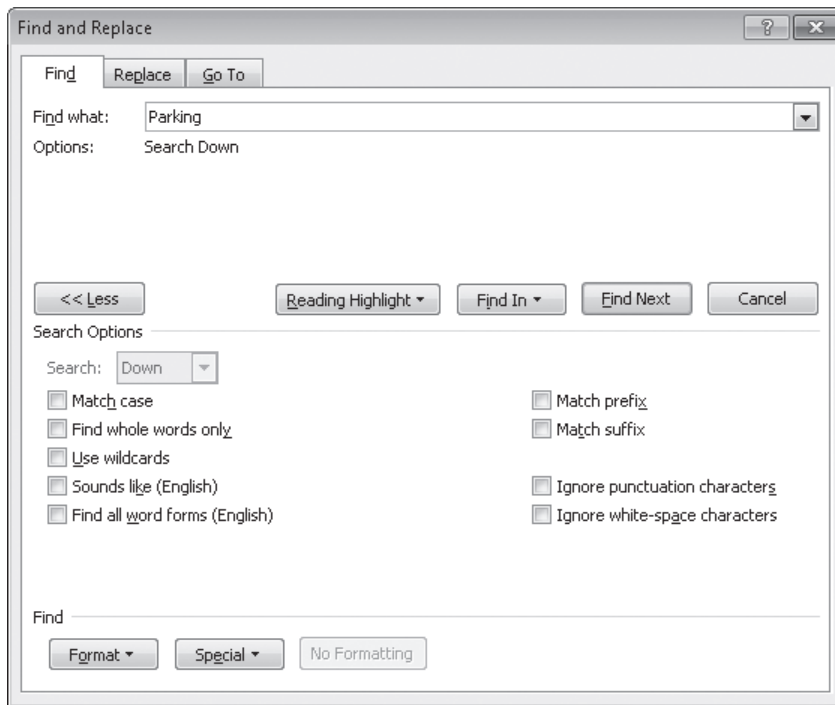 Find and Replace
Find Replace Go To
Find what: Parking
Options: Search Down
<< Less Reading Highlight Find In Find Next Cancel
Search Options
Search: Down
Match case Match prefix
Find whole words only Match suffix
Use wildcards
Sounds like (English) Ignore punctuation characters
Find all word forms (English) Ignore white-space characters
Find
Format Special No Formatting